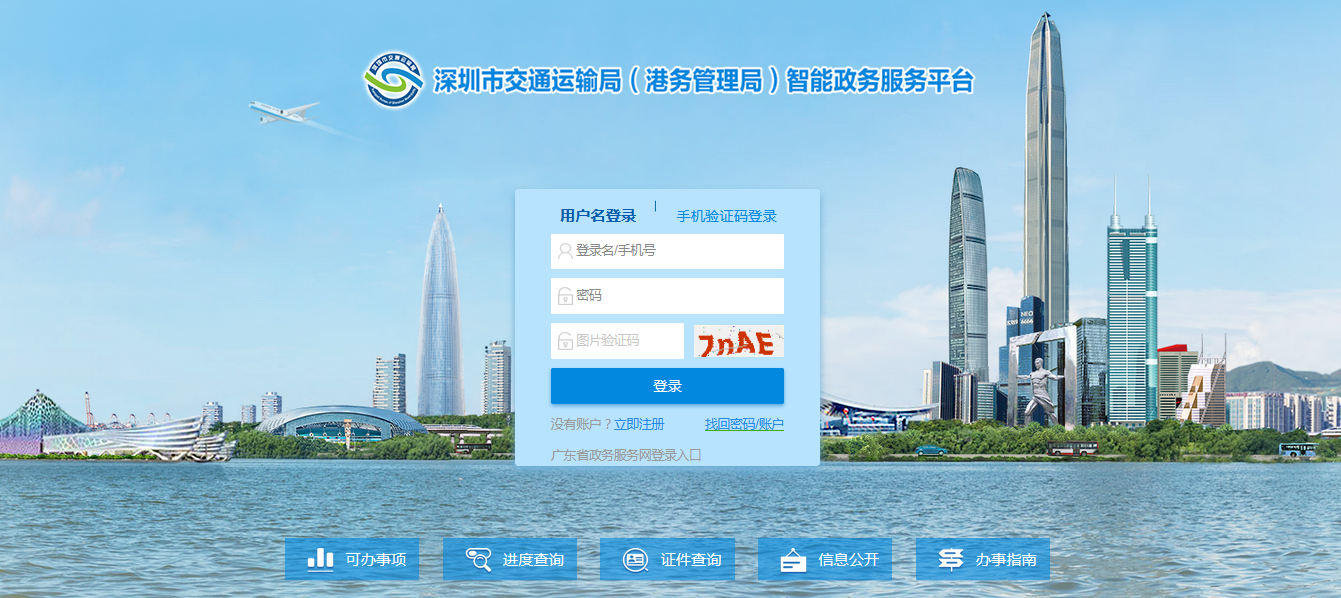 深圳市交通运输局（港务管理局）智能政务服务平台
用户名登录
手机验证码登录
登录名/手机号
密码
图片验证码
7nAE
登录
没有账户？立即注册
找回密码/账户
广东省政务服务网登录入口
可办事项
进度查询
证件查询
信息公开
办事指南